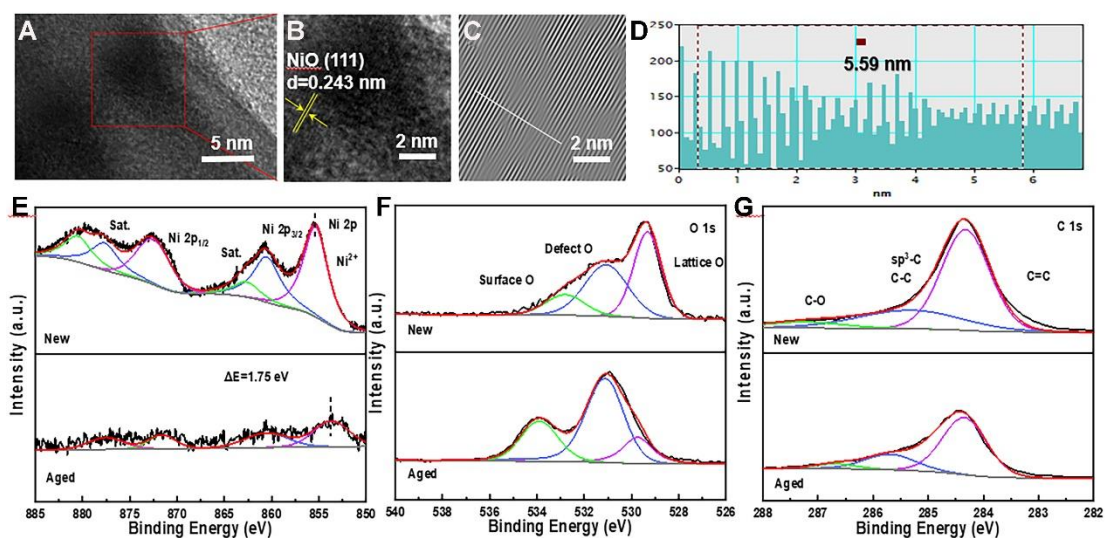 A
5 nm
B
NiO (111)
d=0.243 nm
2 nm
C
2 nm
D
250
200
150
100
50
5.59 nm
0 1 2 3 4 5 6
nm
E
Sat.
Ni 2p1/2
Sat.
Ni 2p3/2
Ni 2p
Ni2+
New
ΔE=1.75 eV
Aged
Intensity (a.u.)
885 880 875 870 865 860 855 850
Binding Energy (eV)
F
O 1s
Defect O
Surface O
Lattice O
New
Aged
Intensity (a.u.)
540 538 536 534 532 530 528 526
Binding Energy (eV)
G
C 1s
sp3-C
C-C
C=C
C-O
New
Aged
Intensity (a.u.)
288 287 286 285 284 283 282
Binding Energy (eV)